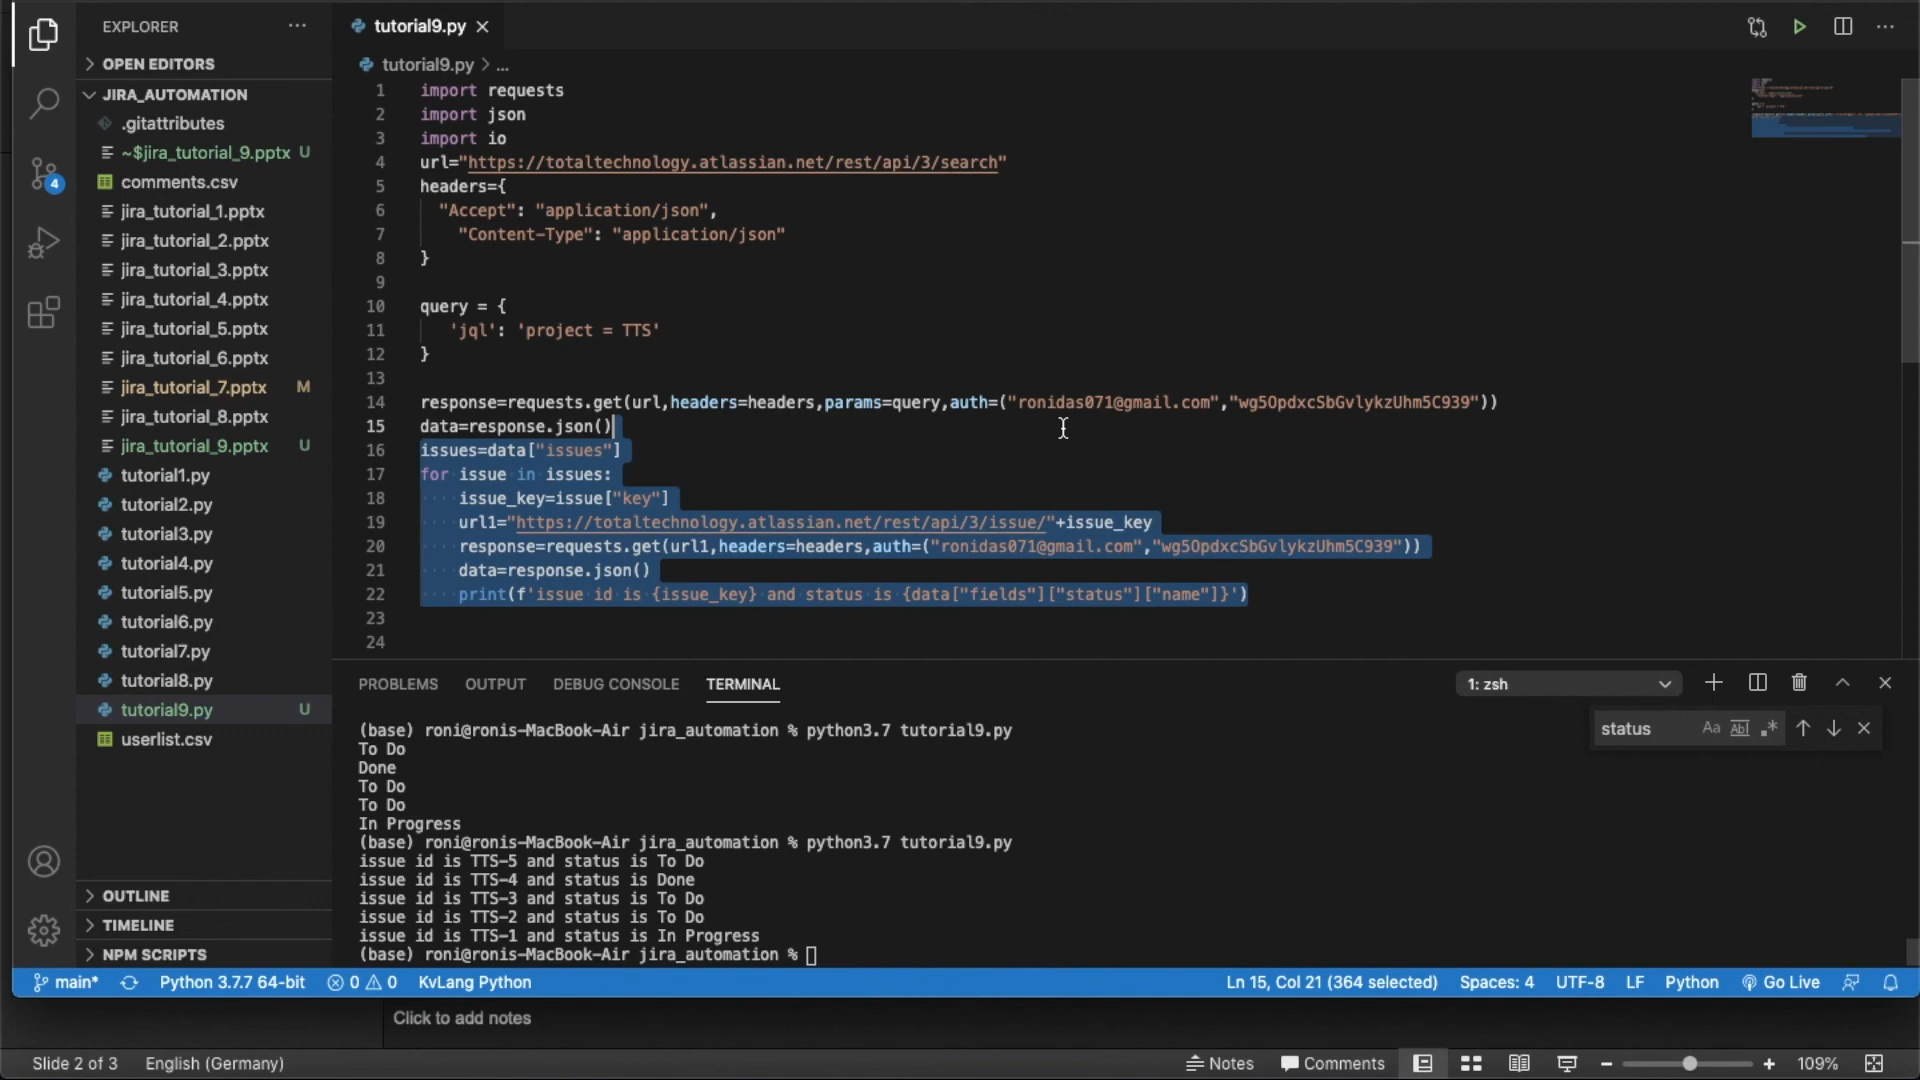 EXPLORER
OPEN EDITORS
JIRA_AUTOMATION
.gitattributes
~$jira_tutorial_9.pptx U
comments.csv
jira_tutorial_1.pptx
jira_tutorial_2.pptx
jira_tutorial_3.pptx
jira_tutorial_4.pptx
jira_tutorial_5.pptx
jira_tutorial_6.pptx
jira_tutorial_7.pptx M
jira_tutorial_8.pptx
jira_tutorial_9.pptx U
tutorial1.py
tutorial2.py
tutorial3.py
tutorial4.py
tutorial5.py
tutorial6.py
tutorial7.py
tutorial8.py
tutorial9.py U
userlist.csv
OUTLINE
TIMELINE
NPM SCRIPTS
4
tutorial9.py
tutorial9.py > ...
1 import requests
2 import json
3 import io
4 url="https://totaltechnology.atlassian.net/rest/api/3/search"
5 headers={
6 "Accept": "application/json",
7 "Content-Type": "application/json"
8 }
9
10 query = {
11 'jql': 'project = TTS'
12 }
13
14 response=requests.get(url,headers=headers,params=query,auth=("ronidas071@gmail.com","wg5OpdxcSbGvlykzUhm5C939"))
15 data=response.json()
16 issues=data["issues"]
17 for issue in issues:
18 issue_key=issue["key"]
19 url1="https://totaltechnology.atlassian.net/rest/api/3/issue/"+issue_key
20 response=requests.get(url1,headers=headers,auth=("ronidas071@gmail.com","wg5OpdxcSbGvlykzUhm5C939"))
21 data=response.json()
22 print(f'issue id is {issue_key} and status is {data["fields"]["status"]["name"]}')
23
24
PROBLEMS OUTPUT DEBUG CONSOLE TERMINAL 1: zsh
status Aa Abl .*
(base) roni@ronis-MacBook-Air jira_automation % python3.7 tutorial9.py
To Do
Done
To Do
To Do
In Progress
(base) roni@ronis-MacBook-Air jira_automation % python3.7 tutorial9.py
issue id is TTS-5 and status is To Do
issue id is TTS-4 and status is Done
issue id is TTS-3 and status is To Do
issue id is TTS-2 and status is To Do
issue id is TTS-1 and status is In Progress
(base) roni@ronis-MacBook-Air jira_automation %
main* Python 3.7.7 64-bit 0 0 KvLang Python Ln 15, Col 21 (364 selected) Spaces: 4 UTF-8 LF Python Go Live
Click to add notes
Slide 2 of 3 English (Germany) Notes Comments 109%